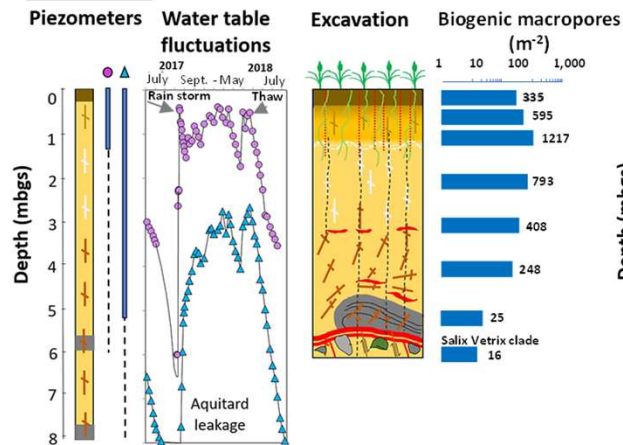 Piezometers
Water table
fluctuations
2017 2018
July Sept. - May July
Rain storm Thaw
Depth (mbgs)
0
1
2
3
4
5
6
7
8
Aquitard
leakage
Excavation
Biogenic macropores
(m-2)
1 10 100 1,000
335
595
1217
793
408
248
25
Salix Vetrix clade
16
Depth (mbgs)